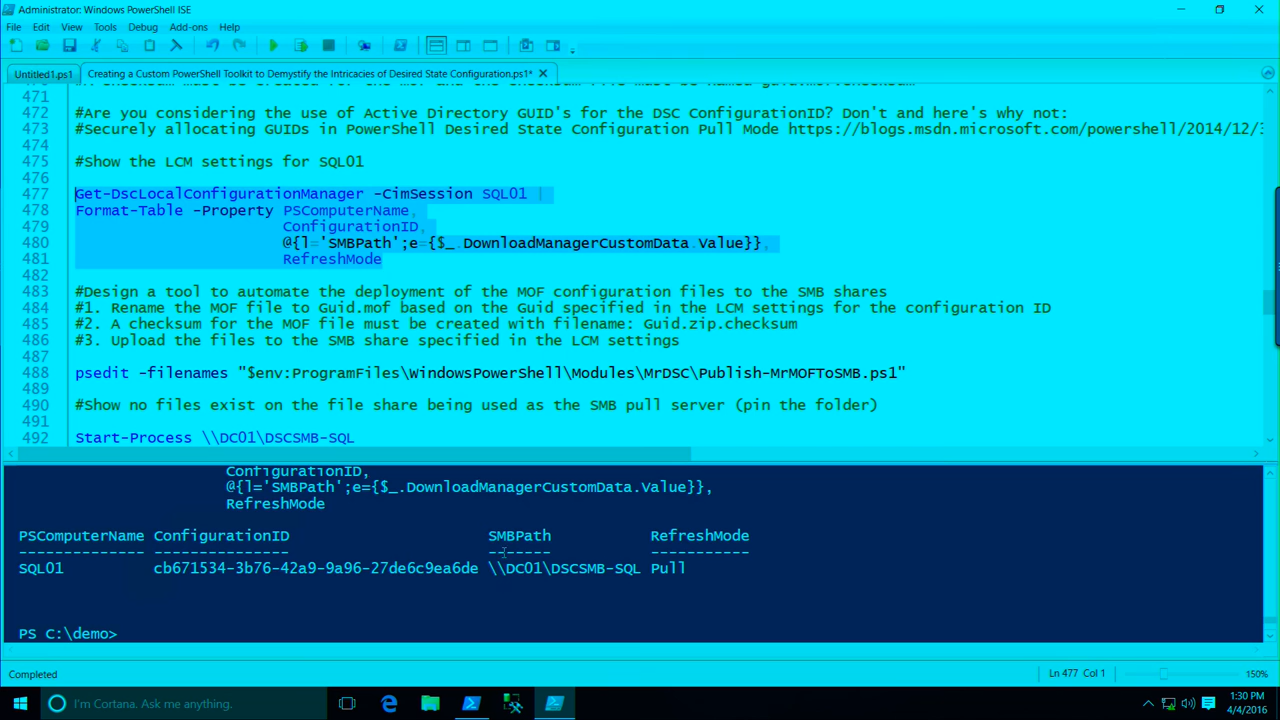 Administrator: Windows PowerShell ISE
File Edit View Tools Debug Add-ons Help
Untitled1.ps1 Creating a Custom PowerShell Toolkit to Demystify the Intricacies of Desired State Configuration.ps1*
471
472 #Are you considering the use of Active Directory GUID's for the DSC ConfigurationID? Don't and here's why not:
473 #Securely allocating GUIDs in PowerShell Desired State Configuration Pull Mode https://blogs.msdn.microsoft.com/powershell/2014/12/3
474
475 #Show the LCM settings for SQL01
476
477 Get-DscLocalConfigurationManager -CimSession SQL01 |
478 Format-Table -Property PSComputerName,
479 ConfigurationID,
480 @{l='SMBPath';e={$_.DownloadManagerCustomData.Value}},
481 RefreshMode
482
483 #Design a tool to automate the deployment of the MOF configuration files to the SMB shares
484 #1. Rename the MOF file to Guid.mof based on the Guid specified in the LCM settings for the configuration ID
485 #2. A checksum for the MOF file must be created with filename: Guid.zip.checksum
486 #3. Upload the files to the SMB share specified in the LCM settings
487
488 psedit -filenames "$env:ProgramFiles\WindowsPowerShell\Modules\MrDSC\Publish-MrMOFToSMB.ps1"
489
490 #Show no files exist on the file share being used as the SMB pull server (pin the folder)
491
492 Start-Process \\DC01\DSCSMB-SQL
ConfigurationID,
@{l='SMBPath';e={$_.DownloadManagerCustomData.Value}},
RefreshMode
PSComputerName ConfigurationID SMBPath RefreshMode
-------------- --------------- ------- -----------
SQL01 cb671534-3b76-42a9-9a96-27de6c9ea6de \\DC01\DSCSMB-SQL Pull
PS C:\demo>
Completed Ln 477 Col 1 150%
I'm Cortana. Ask me anything. 1:30 PM
4/4/2016